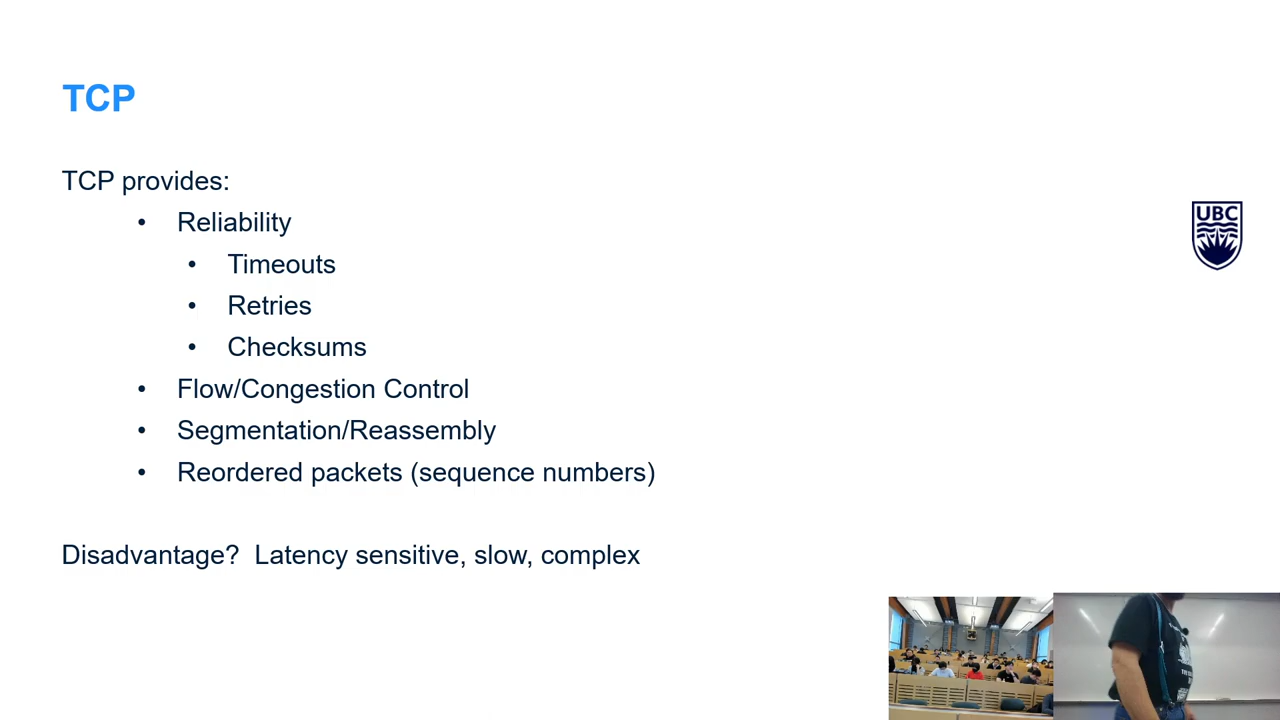 TCP
TCP provides:
• Reliability
• Timeouts
• Retries
• Checksums
• Flow/Congestion Control
• Segmentation/Reassembly
• Reordered packets (sequence numbers)
Disadvantage? Latency sensitive, slow, complex
UBC